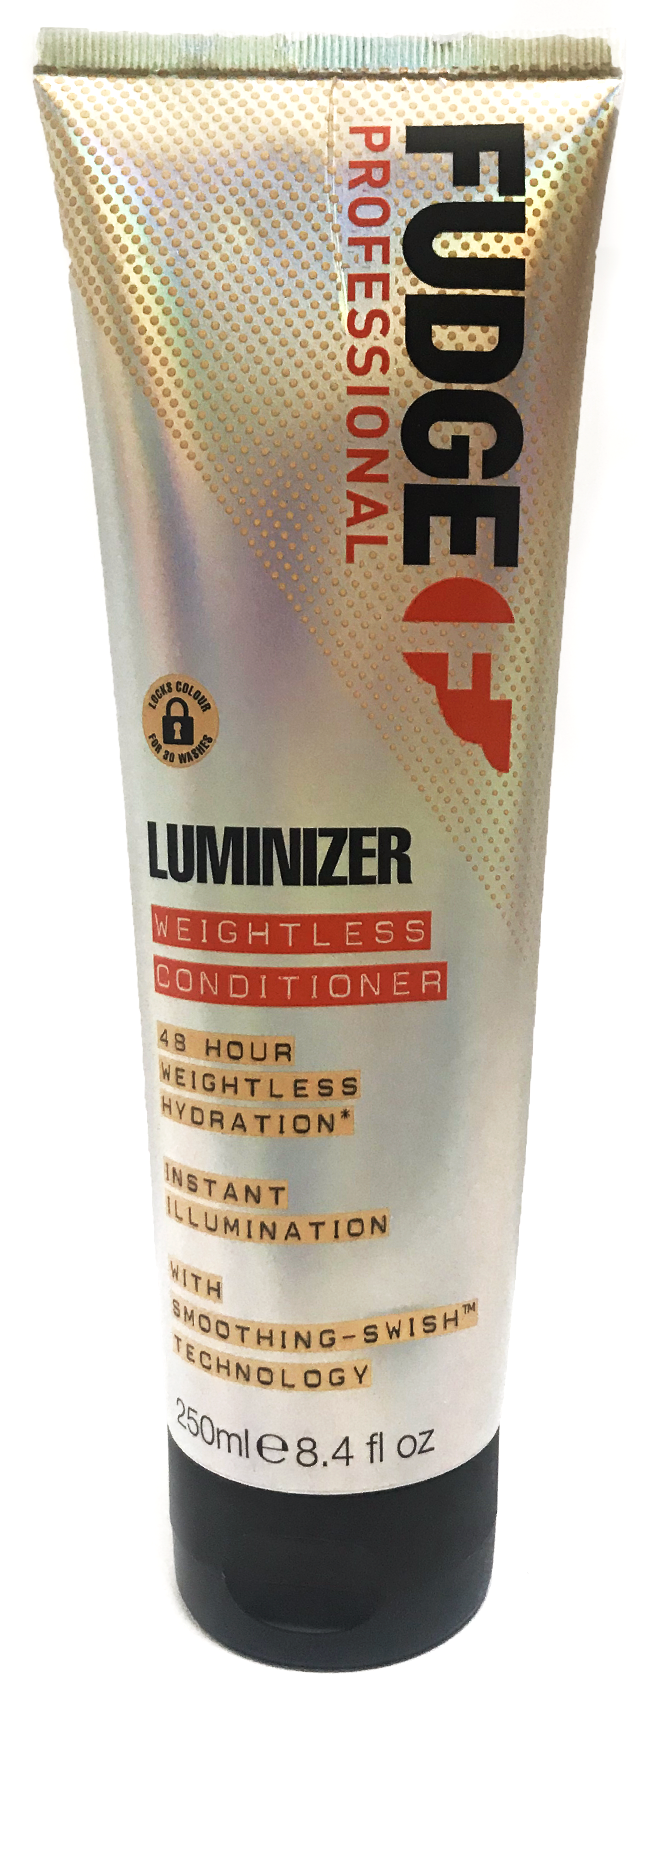 FUDGE
PROFESSIONAL
LOCKS COLOUR
FOR 30 WASHES
LUMINIZER
WEIGHTLESS
CONDITIONER
48 HOUR
WEIGHTLESS
HYDRATION*
INSTANT
ILLUMINATION
WITH
SMOOTHING-SWISH™
TECHNOLOGY
250ml e 8.4 fl oz